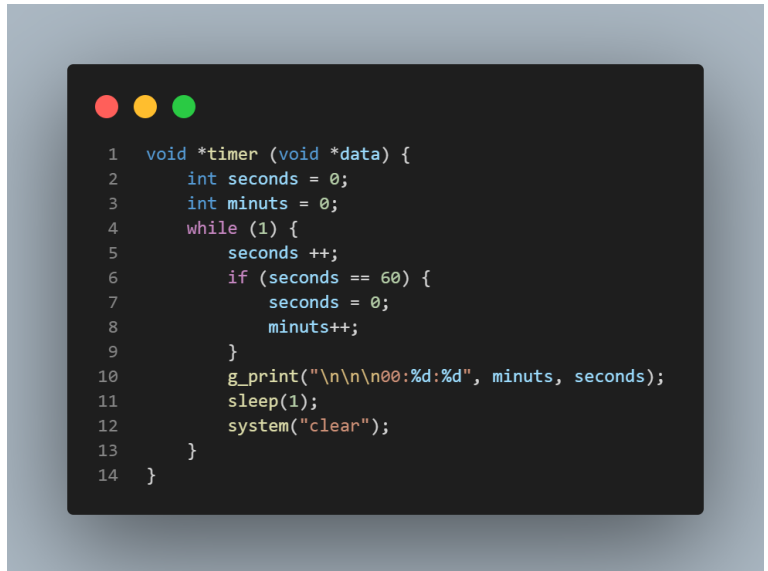 1 void *timer (void *data) {
2 int seconds = 0;
3 int minuts = 0;
4 while (1) {
5 seconds ++;
6 if (seconds == 60) {
7 seconds = 0;
8 minuts++;
9 }
10 g_print("\n\n\n00:%d:%d", minuts, seconds);
11 sleep(1);
12 system("clear");
13 }
14 }